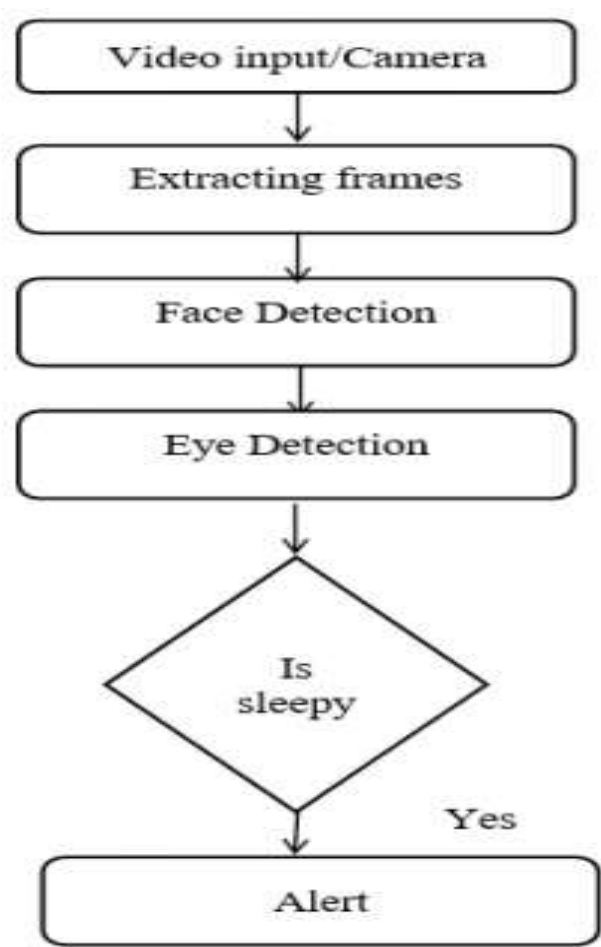 Video input/Camera
Extracting frames
Face Detection
Eye Detection
Is
sleepy
Yes
Alert